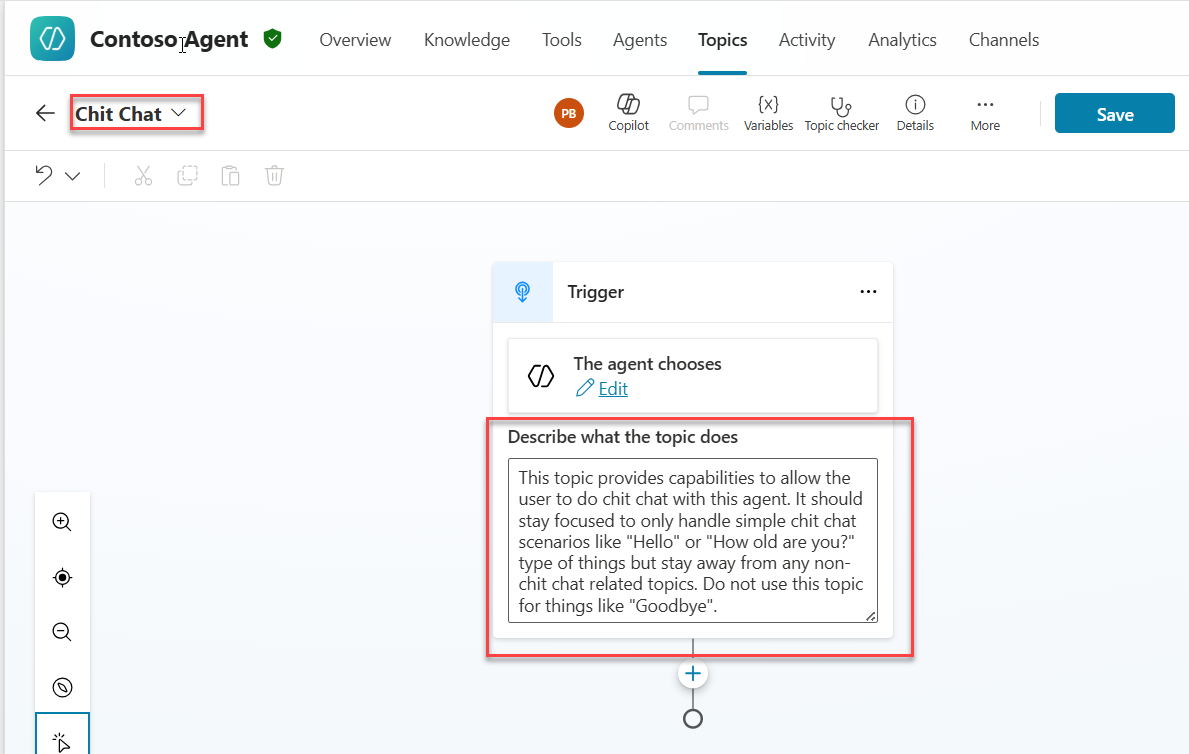 Contoso Agent
Overview
Knowledge
Tools
Agents
Topics
Activity
Analytics
Channels
Chit Chat
PB
Copilot
Comments
{x}
Variables
Topic checker
Details
More
Save
Trigger
The agent chooses
Edit
Describe what the topic does
This topic provides capabilities to allow the
user to do chit chat with this agent. It should
stay focused to only handle simple chit chat
scenarios like "Hello" or "How old are you?"
type of things but stay away from any non-
chit chat related topics. Do not use this topic
for things like "Goodbye".